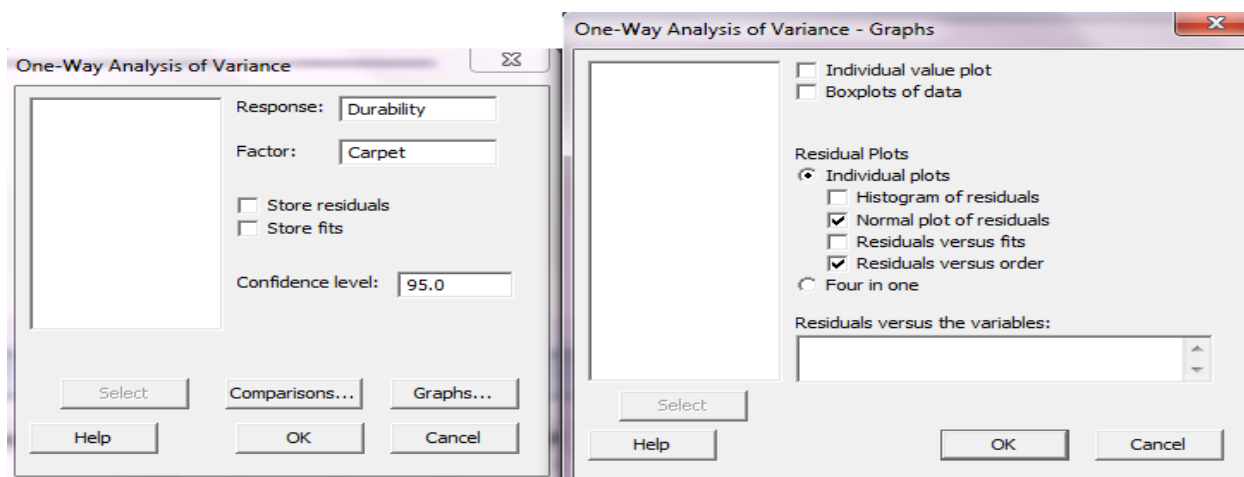 One-Way Analysis of Variance
Response: Durability
Factor: Carpet
Store residuals
Store fits
Confidence level: 95.0
Select Comparisons... Graphs...
Help OK Cancel
One-Way Analysis of Variance - Graphs
Individual value plot
Boxplots of data
Residual Plots
Individual plots
Histogram of residuals
Normal plot of residuals
Residuals versus fits
Residuals versus order
Four in one
Residuals versus the variables:
Select
Help OK Cancel